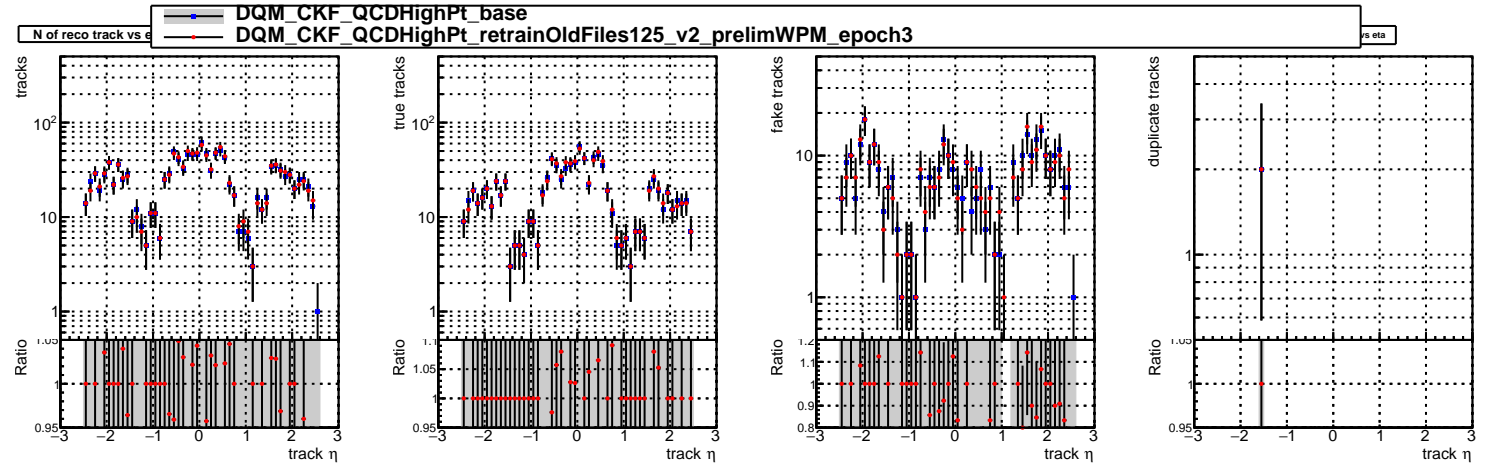 DQM_CKF_QCDHighPt_base
DQM_CKF_QCDHighPt_retrainOldFiles125_v2_prelimWPM_epoch3
N of reco track vs e
vs eta
tracks
10²
10
1
Ratio
1.05
1
0.95
−3 −2 −1 0 1 2 3
track η
true tracks
10²
10
1
Ratio
1.1
1.05
1
0.95
−3 −2 −1 0 1 2 3
track η
fake tracks
10
1
Ratio
1.2
1.1
1
0.9
0.8
−3 −2 −1 0 1 2 3
track η
duplicate tracks
1
Ratio
1.05
1
0.95
−3 −2 −1 0 1 2 3
track η